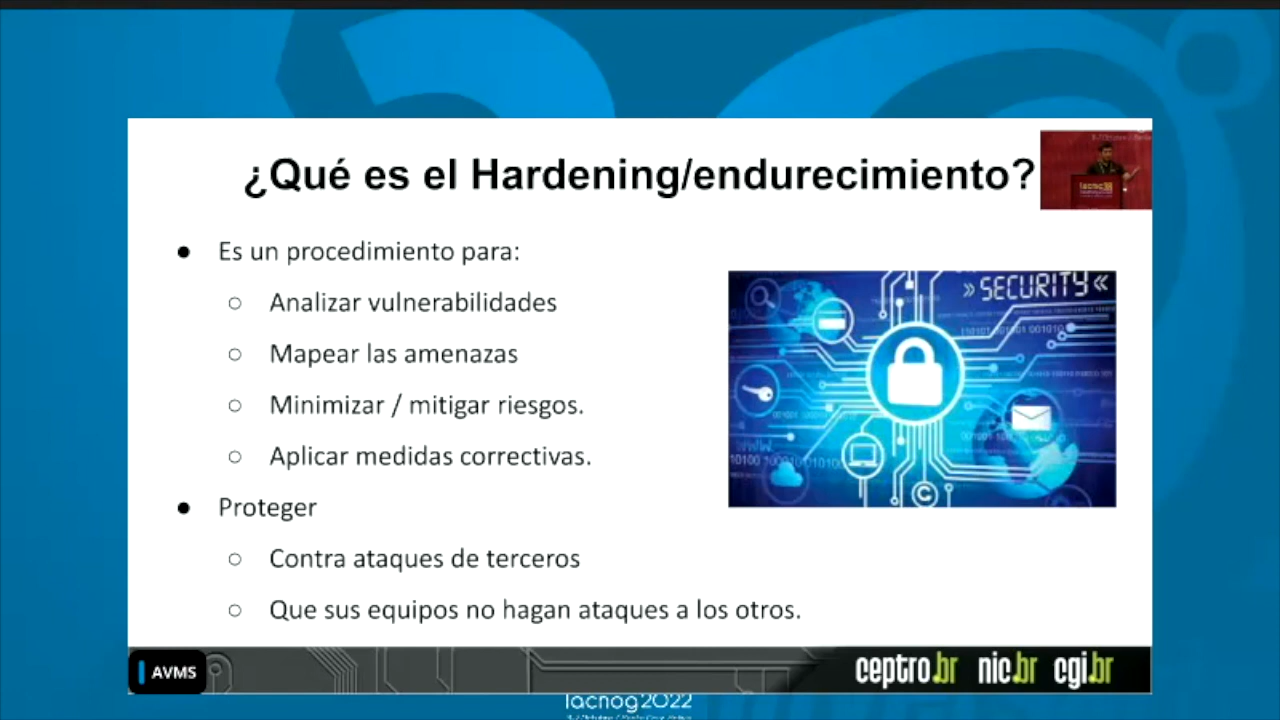 ¿Qué es el Hardening/endurecimiento?
● Es un procedimiento para:
○ Analizar vulnerabilidades
○ Mapear las amenazas
○ Minimizar / mitigar riesgos.
○ Aplicar medidas correctivas.
● Proteger
○ Contra ataques de terceros
○ Que sus equipos no hagan ataques a los otros.
» SECURITY «
AVMS
ceptro.br nic.br cgi.br
lacnog2022